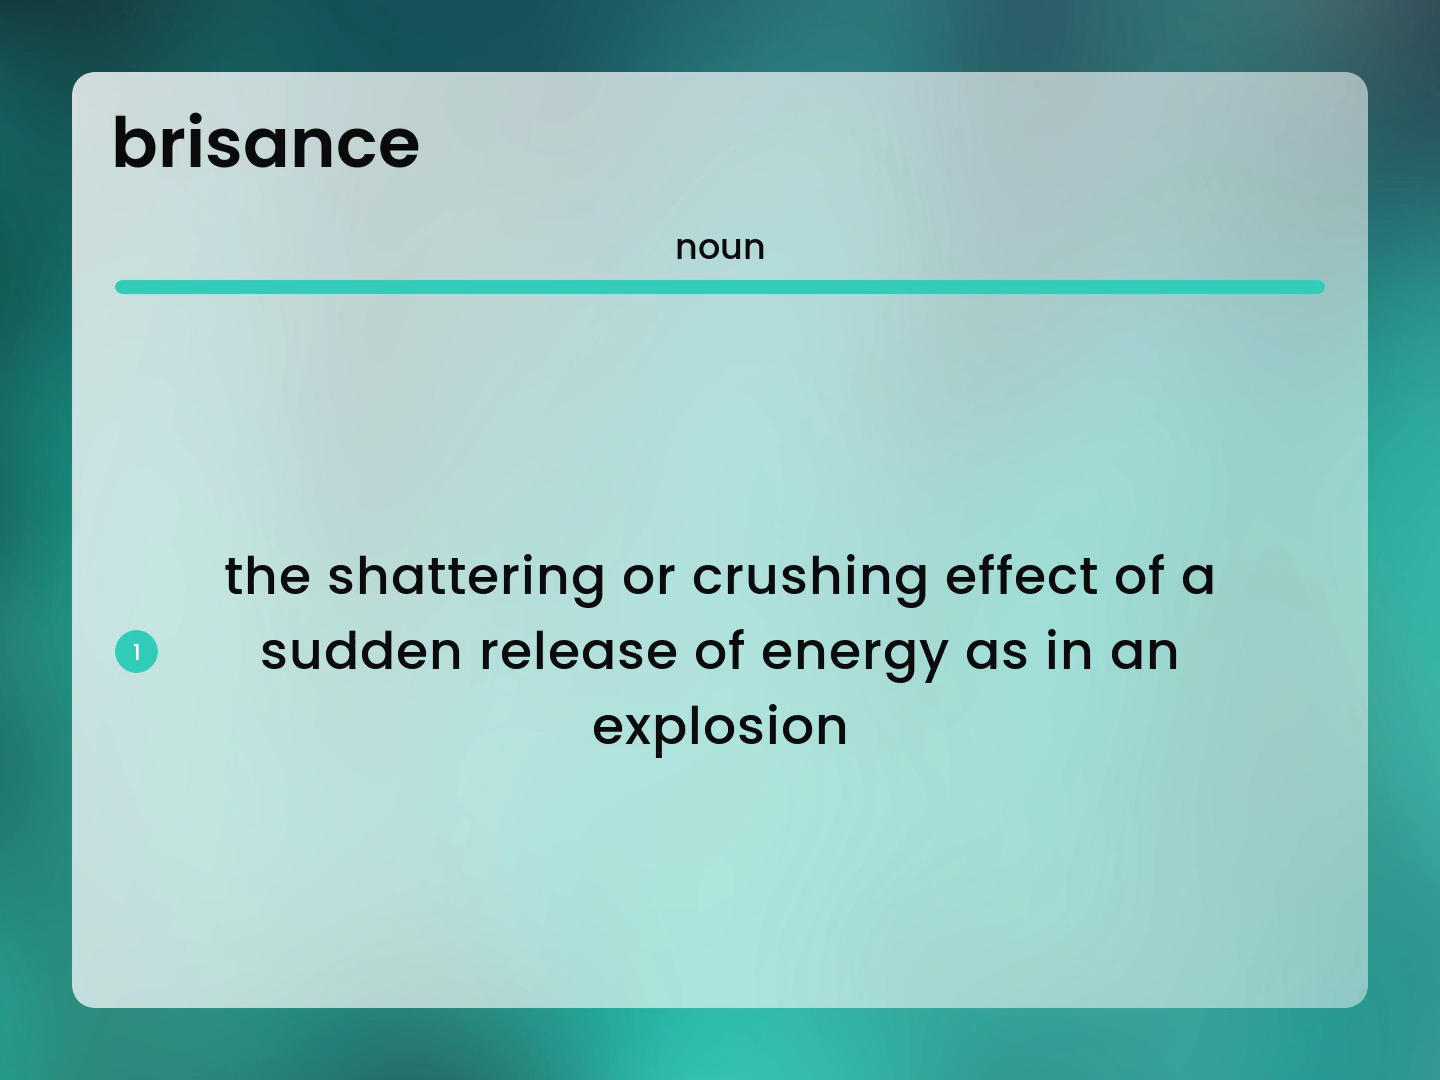 brisance
noun
the shattering or crushing effect of a
1
sudden release of energy as in an
explosion